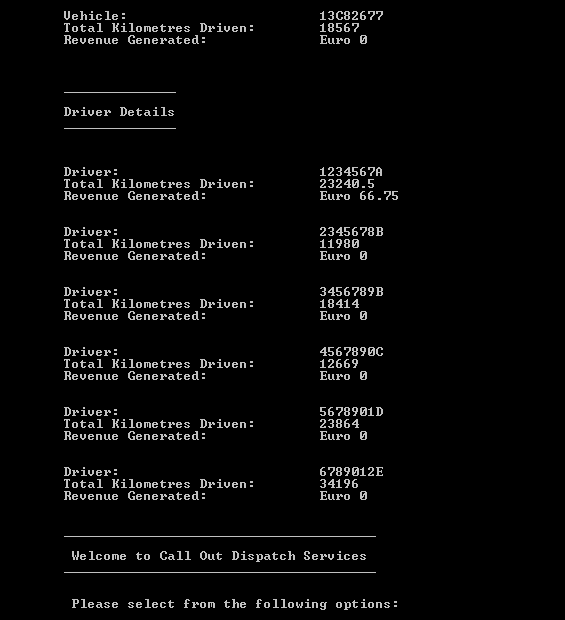 Vehicle: 13C82677
Total Kilometres Driven: 18567
Revenue Generated: Euro 0
Driver Details
Driver: 1234567A
Total Kilometres Driven: 23240.5
Revenue Generated: Euro 66.75
Driver: 2345678B
Total Kilometres Driven: 11980
Revenue Generated: Euro 0
Driver: 3456789B
Total Kilometres Driven: 18414
Revenue Generated: Euro 0
Driver: 4567890C
Total Kilometres Driven: 12669
Revenue Generated: Euro 0
Driver: 5678901D
Total Kilometres Driven: 23864
Revenue Generated: Euro 0
Driver: 6789012E
Total Kilometres Driven: 34196
Revenue Generated: Euro 0
Welcome to Call Out Dispatch Services
Please select from the following options: